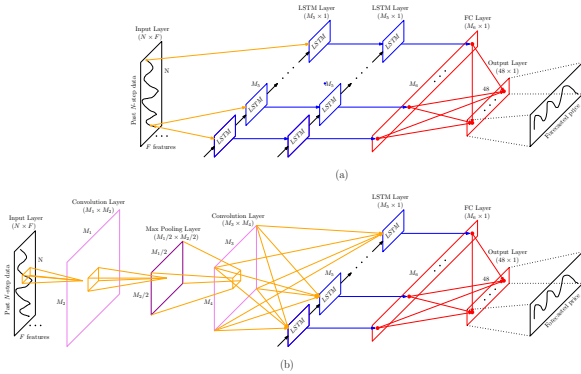 Input Layer
(N × F)
LSTM Layer
(M₅ × 1)
LSTM Layer
(M₅ × 1)
FC Layer
(M₆ × 1)
Output Layer
(48 × 1)
Past N-step data
N
F features
LSTM
LSTM
LSTM
M₅
LSTM
LSTM
LSTM
M₅
M₆
48
Forecasted price
(a)
Input Layer
(N × F)
Convolution Layer
(M₁ × M₂)
Max Pooling Layer
(M₁/2 × M₂/2)
Convolution Layer
(M₃ × M₄)
LSTM Layer
(M₅ × 1)
FC Layer
(M₆ × 1)
Output Layer
(48 × 1)
Past N-step data
N
F features
M₁
M₁/2
M₂/2
M₃
M₄
M₅
LSTM
LSTM
LSTM
M₆
48
Forecasted price
(b)